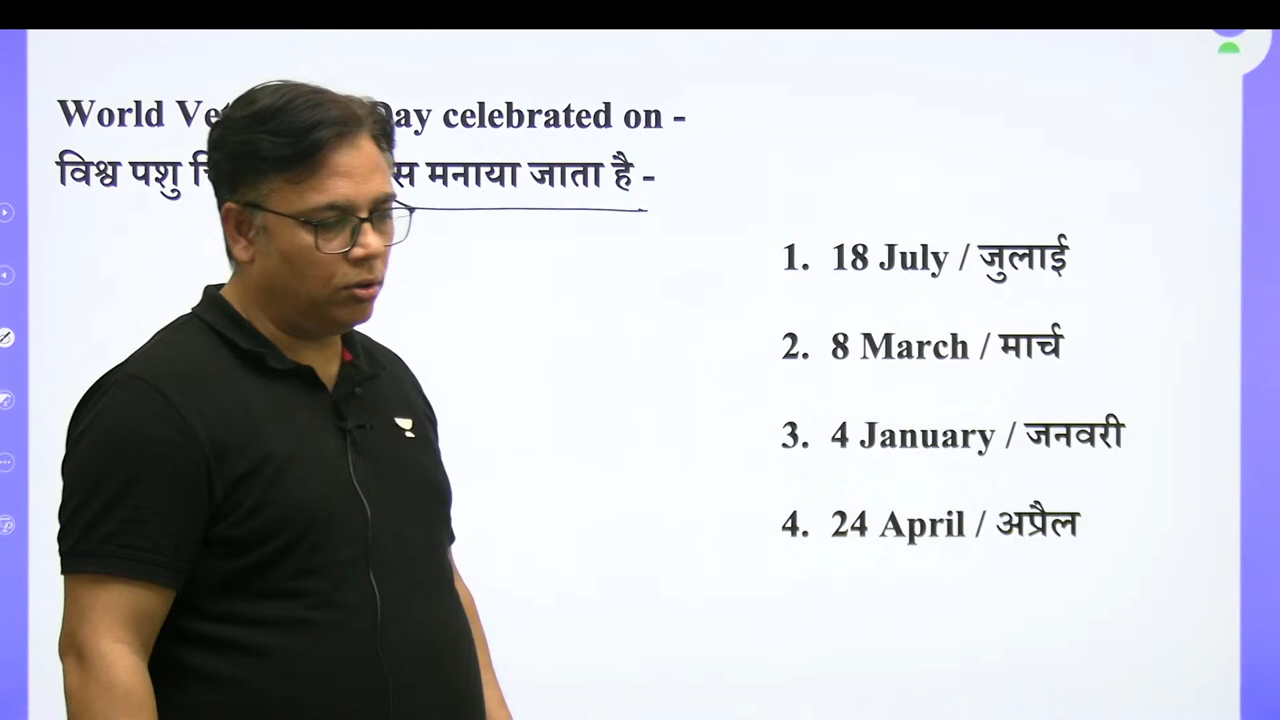 World Day celebrated on -
विश्व पशु मनाया जाता है -
1. 18 July / जुलाई
2. 8 March / मार्च
3. 4 January / जनवरी
4. 24 April / अप्रैल